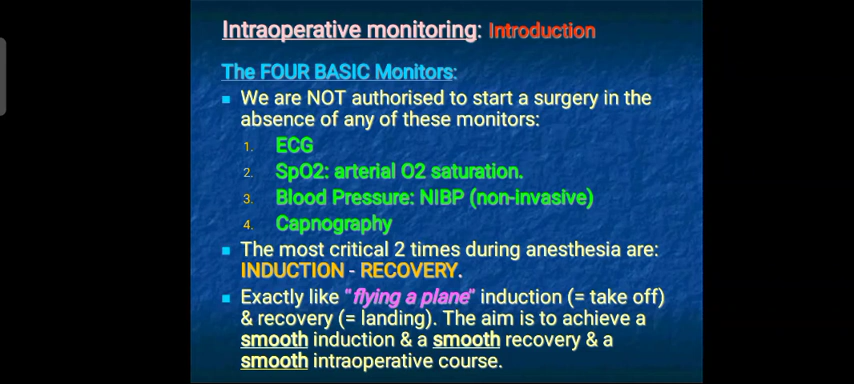 Intraoperative monitoring: Introduction
The FOUR BASIC Monitors:
■ We are NOT authorised to start a surgery in the
absence of any of these monitors:
1. ECG
2. SpO2: arterial O2 saturation.
3. Blood Pressure: NIBP (non-invasive)
4. Capnography
■ The most critical 2 times during anesthesia are:
INDUCTION - RECOVERY.
■ Exactly like "flying a plane" induction (= take off)
& recovery (= landing). The aim is to achieve a
smooth induction & a smooth recovery & a
smooth intraoperative course.